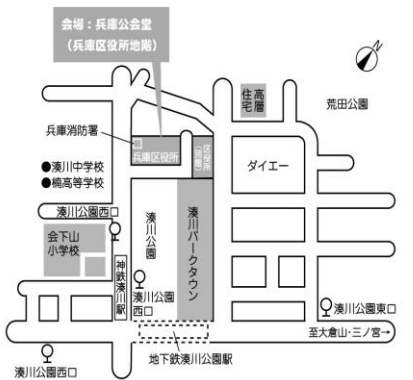 会場：兵庫公会堂
（兵庫区役所地階）
N
高層
住宅
荒田公園
兵庫消防署
兵庫区役所
区役所
ダイエー
●湊川中学校
●楠高等学校
湊川公園西口
会下山
小学校
湊川公園
湊川パークタウン
神鉄湊川駅
湊川公園
西口
湊川公園東口
至大倉山・三ノ宮→
地下鉄湊川公園駅
湊川公園西口